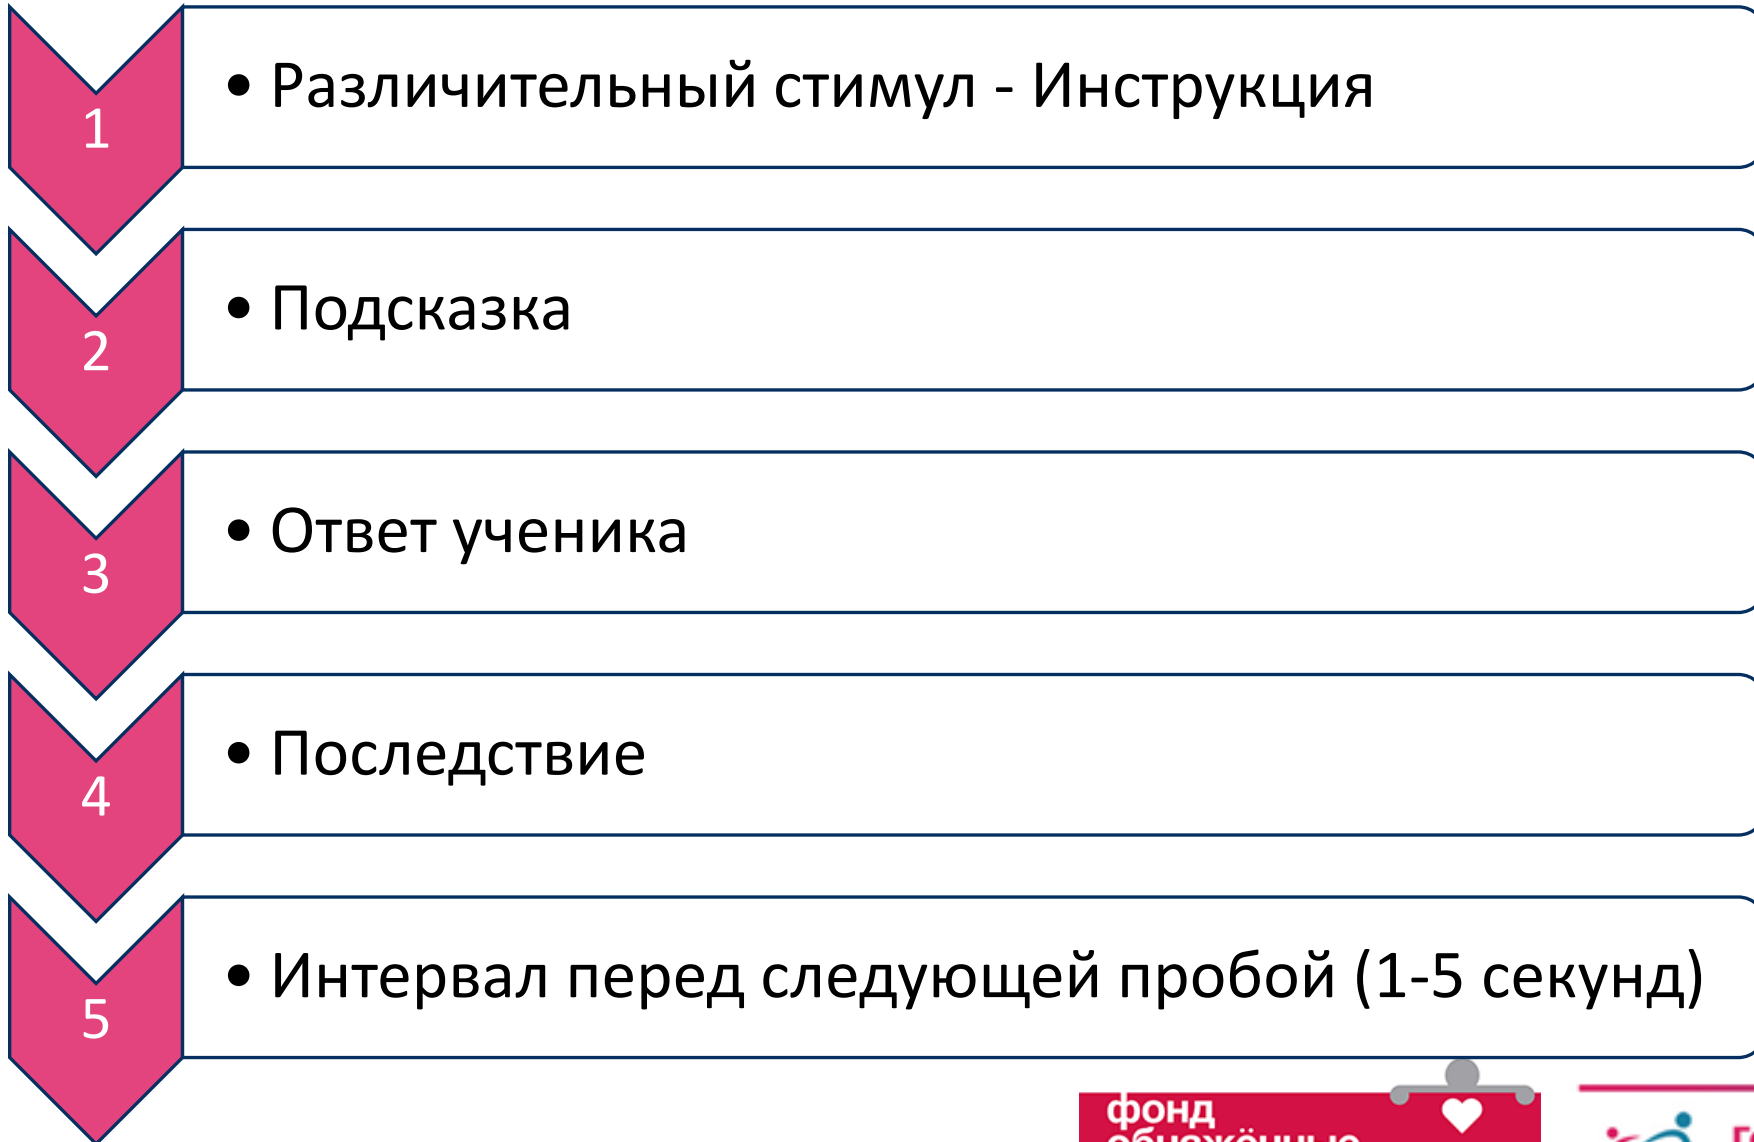 1
• Различительный стимул - Инструкция
2
• Подсказка
3
• Ответ ученика
4
• Последствие
5
• Интервал перед следующей пробой (1-5 секунд)
фонд